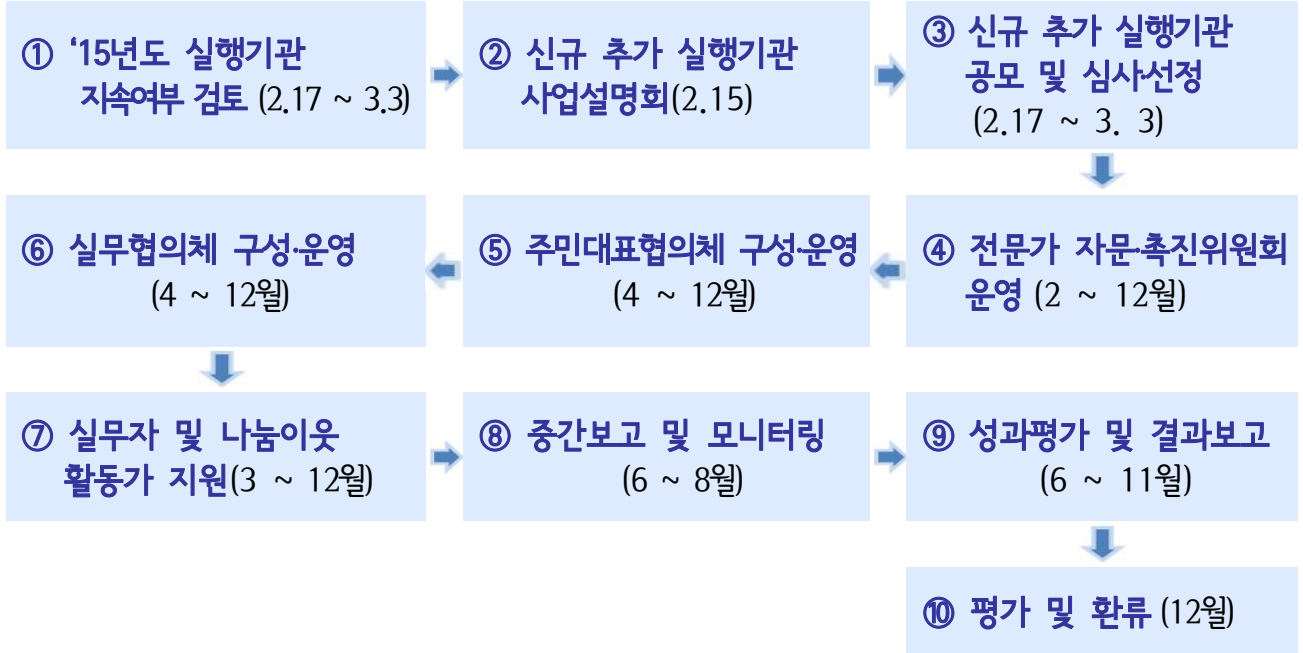 ① ‘15년도 실행기관
지속여부 검토 (2.17 ~ 3.3)
② 신규 추가 실행기관
사업설명회(2.15)
③ 신규 추가 실행기관
공모 및 심사·선정
(2.17 ~ 3. 3)
④ 전문가 자문·촉진위원회
운영 (2 ~ 12월)
⑤ 주민대표협의체 구성·운영
(4 ~ 12월)
⑥ 실무협의체 구성·운영
(4 ~ 12월)
⑦ 실무자 및 나눔이웃
활동가 지원(3 ~ 12월)
⑧ 중간보고 및 모니터링
(6 ~ 8월)
⑨ 성과평가 및 결과보고
(6 ~ 11월)
⑩ 평가 및 환류 (12월)